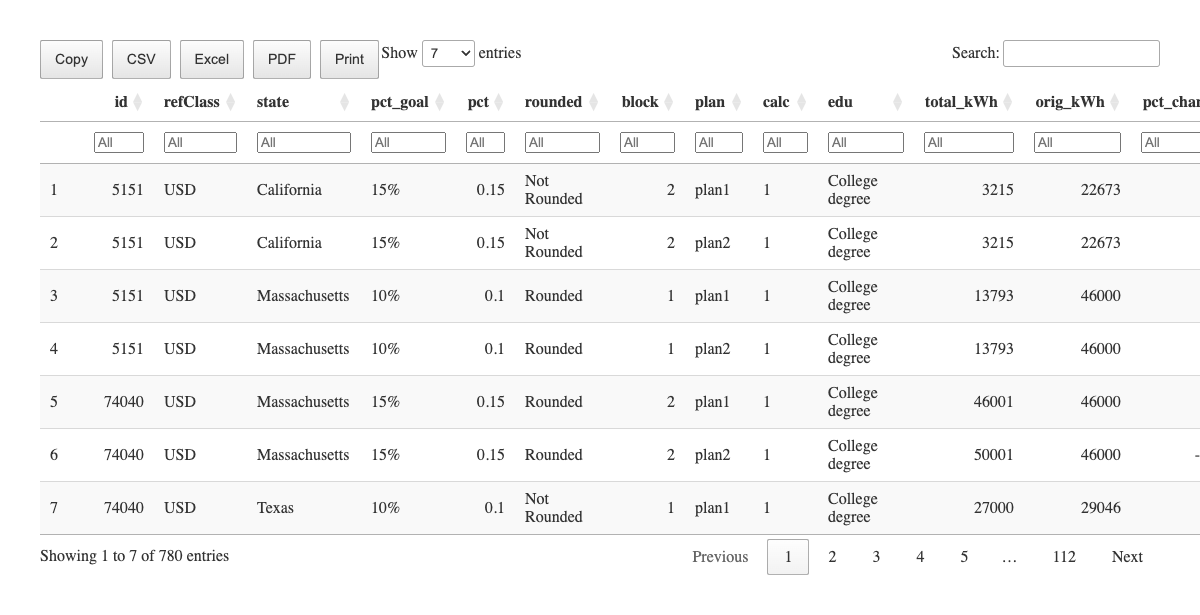 Copy CSV Excel PDF Print Show 7 entries Search:
id refClass state pct_goal pct rounded block plan calc edu total_kWh orig_kWh pct_chan
All All All All All All All All All All All All All
1 5151 USD California 15% 0.15 Not Rounded 2 plan1 1 College degree 3215 22673
2 5151 USD California 15% 0.15 Not Rounded 2 plan2 1 College degree 3215 22673
3 5151 USD Massachusetts 10% 0.1 Rounded 1 plan1 1 College degree 13793 46000
4 5151 USD Massachusetts 10% 0.1 Rounded 1 plan2 1 College degree 13793 46000
5 74040 USD Massachusetts 15% 0.15 Rounded 2 plan1 1 College degree 46001 46000
6 74040 USD Massachusetts 15% 0.15 Rounded 2 plan2 1 College degree 50001 46000 -
7 74040 USD Texas 10% 0.1 Not Rounded 1 plan1 1 College degree 27000 29046
Showing 1 to 7 of 780 entries Previous 1 2 3 4 5 … 112 Next